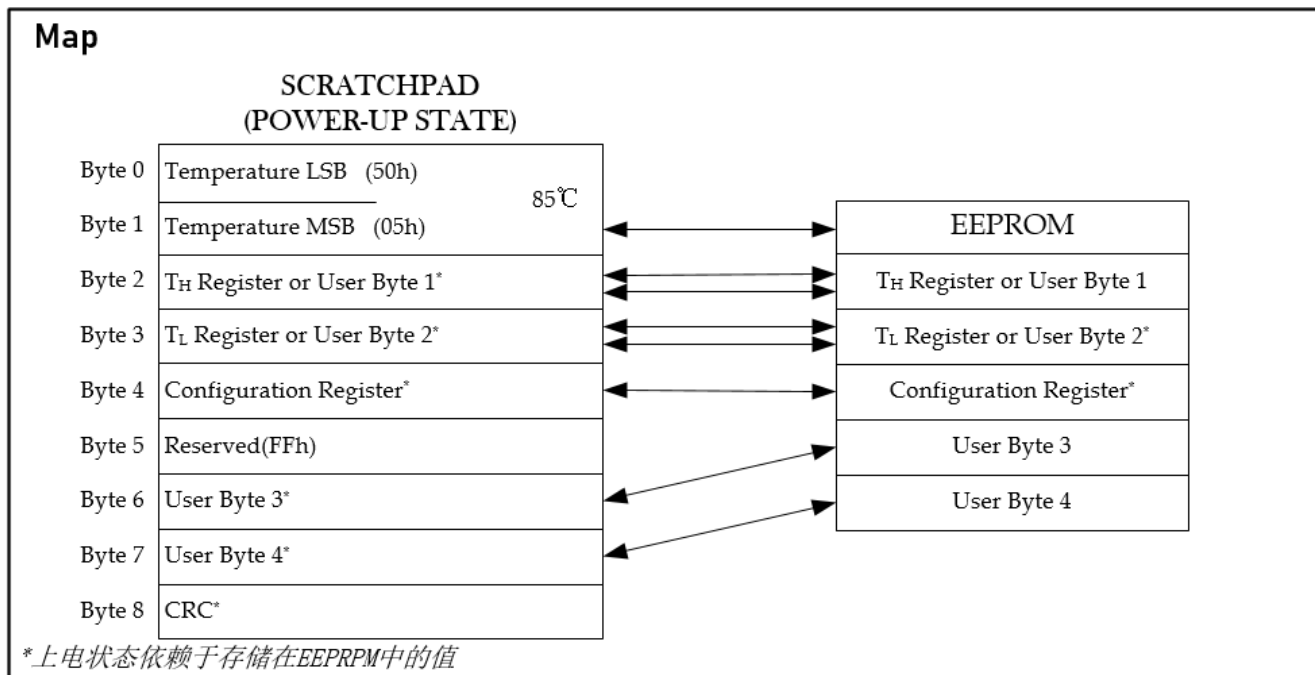 Map
SCRATCHPAD
(POWER-UP STATE)
Byte 0 Temperature LSB (50h)
85℃
Byte 1 Temperature MSB (05h)
EEPROM
Byte 2 TH Register or User Byte 1*
TH Register or User Byte 1
Byte 3 TL Register or User Byte 2*
TL Register or User Byte 2*
Byte 4 Configuration Register*
Configuration Register*
Byte 5 Reserved(FFh)
User Byte 3
Byte 6 User Byte 3*
User Byte 4
Byte 7 User Byte 4*
Byte 8 CRC*
*上电状态依赖于存储在EEPRPM中的值